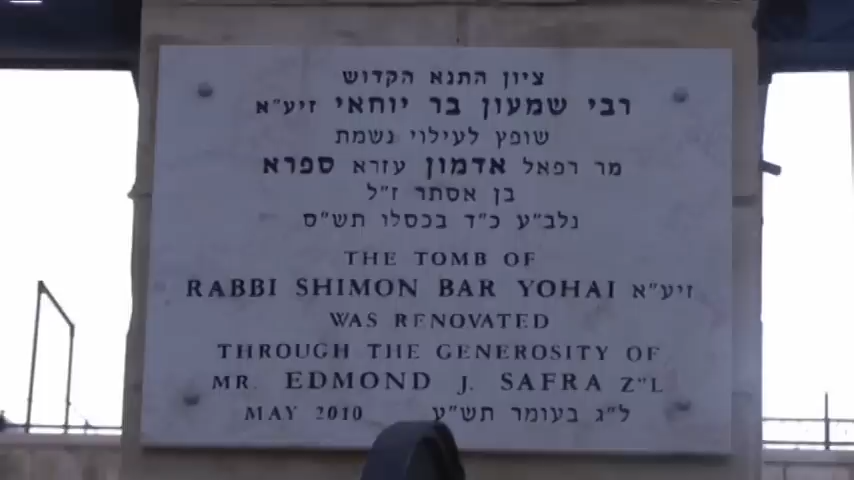 ציון התנא הקדוש
רבי שמעון בר יוחאי זיע"א
שופץ לעילוי נשמת
מר רפאל אדמון עזרא ספרא
בן אסתר ז"ל
נלב"ע כ"ד בכסלו תש"ס
THE TOMB OF
RABBI SHIMON BAR YOHAI זיע"א
WAS RENOVATED
THROUGH THE GENEROSITY OF
MR. EDMOND J. SAFRA Z"L
MAY 2010 ל"ג בעומר תש"ע